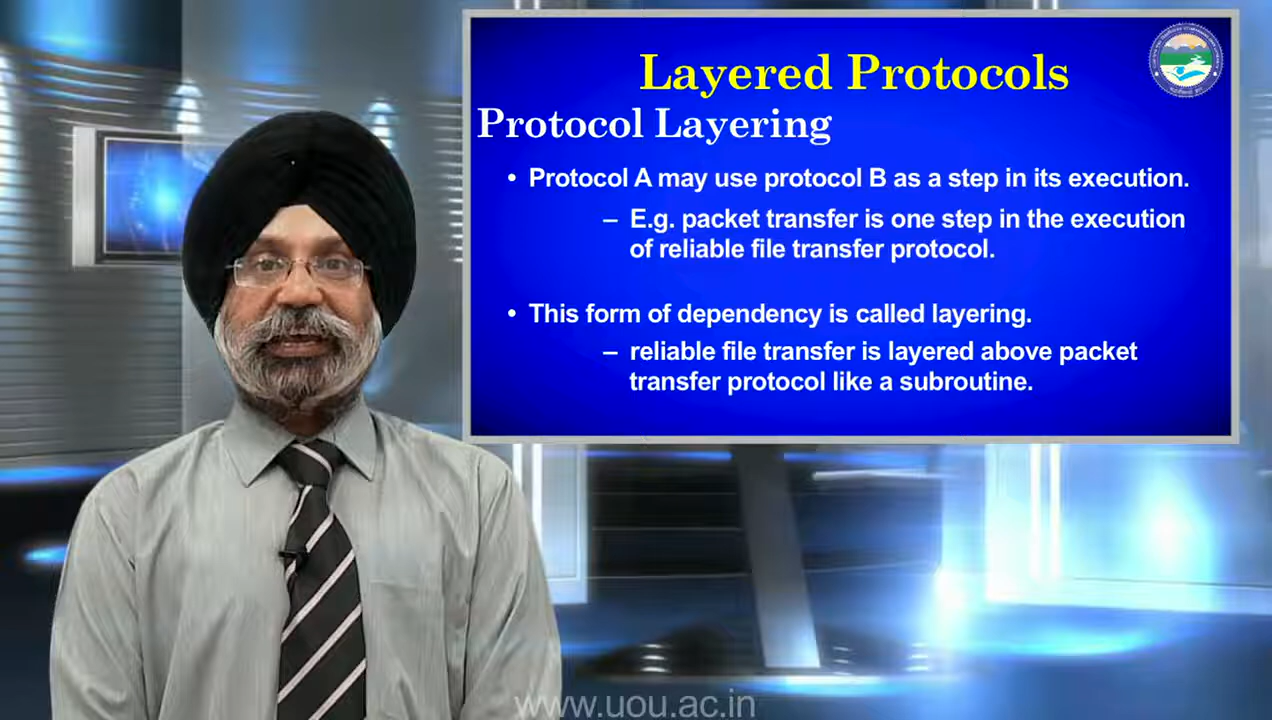 Layered Protocols
Protocol Layering
• Protocol A may use protocol B as a step in its execution.
– E.g. packet transfer is one step in the execution
of reliable file transfer protocol.
• This form of dependency is called layering.
– reliable file transfer is layered above packet
transfer protocol like a subroutine.
www.uou.ac.in